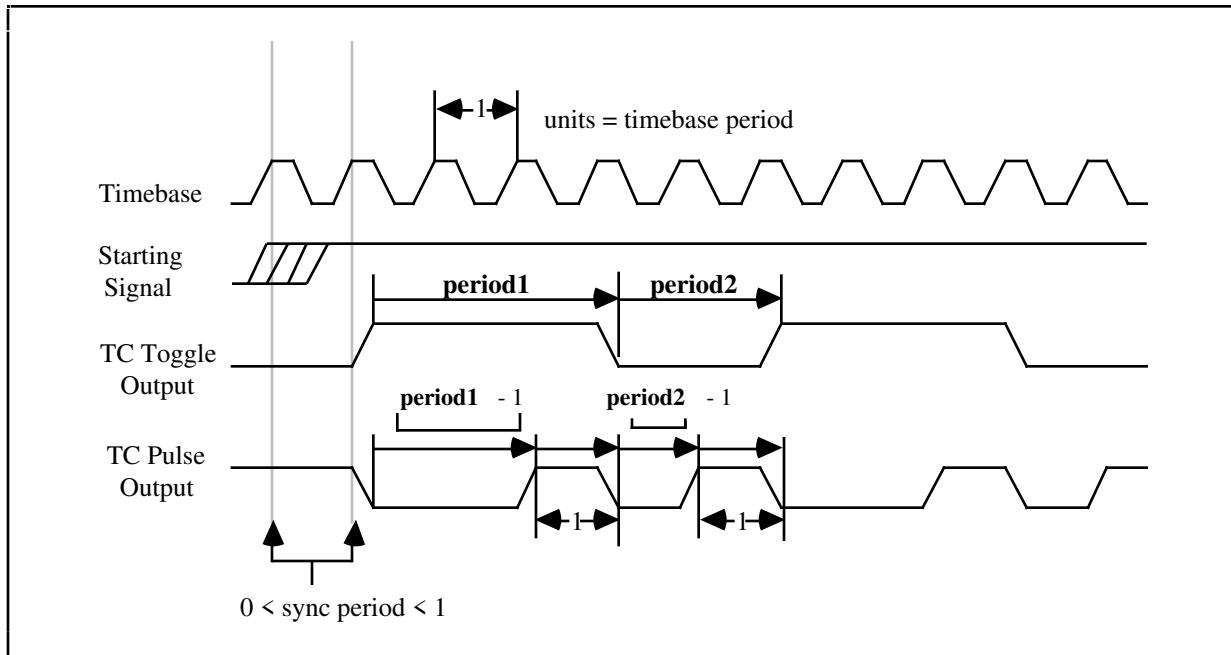 1
units = timebase period
Timebase
Starting
Signal
period1
period2
TC Toggle
Output
period1 - 1
period2 - 1
TC Pulse
Output
1
1
0 < sync period < 1